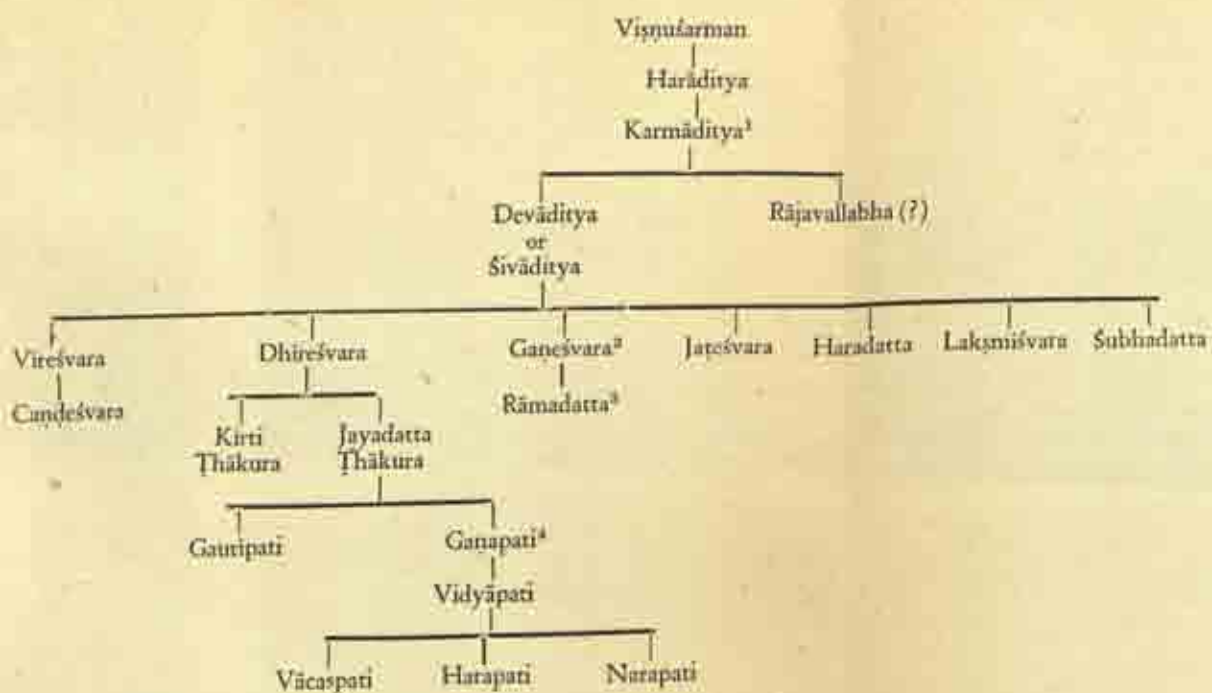 Viṣṇuśarman
Harāditya
Karmāditya¹
Devāditya
or
Śivāditya
Rājavallabha (?)
Vīreśvara
Dhīreśvara
Gaṇeśvara²
Jaṭeśvara
Haradatta
Lakṣmīśvara
Śubhadatta
Caṇḍeśvara
Kīrti
Ṭhākura
Jayadatta
Ṭhākura
Rāmadatta³
Gaurīpati
Gaṇapati⁴
Vidyāpati
Vācaspati
Harapati
Narapati